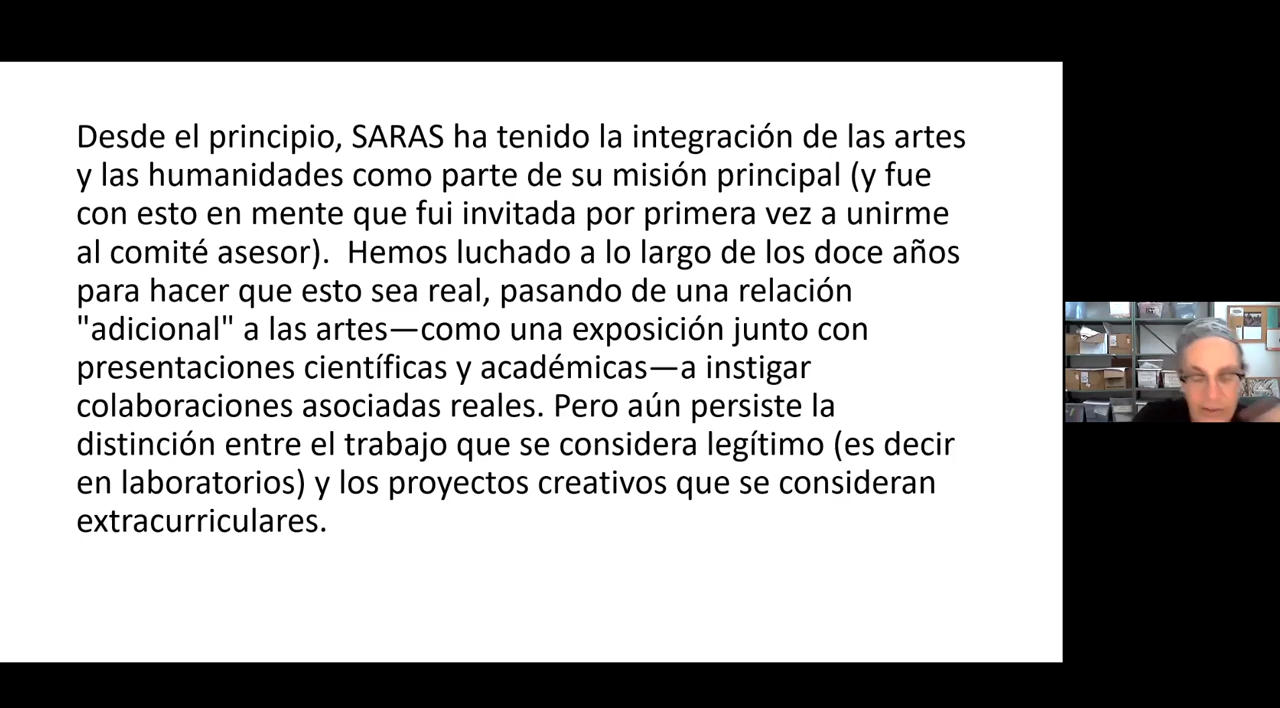 Desde el principio, SARAS ha tenido la integración de las artes
y las humanidades como parte de su misión principal (y fue
con esto en mente que fui invitada por primera vez a unirme
al comité asesor).  Hemos luchado a lo largo de los doce años
para hacer que esto sea real, pasando de una relación
"adicional" a las artes—como una exposición junto con
presentaciones científicas y académicas—a instigar
colaboraciones asociadas reales. Pero aún persiste la
distinción entre el trabajo que se considera legítimo (es decir
en laboratorios) y los proyectos creativos que se consideran
extracurriculares.